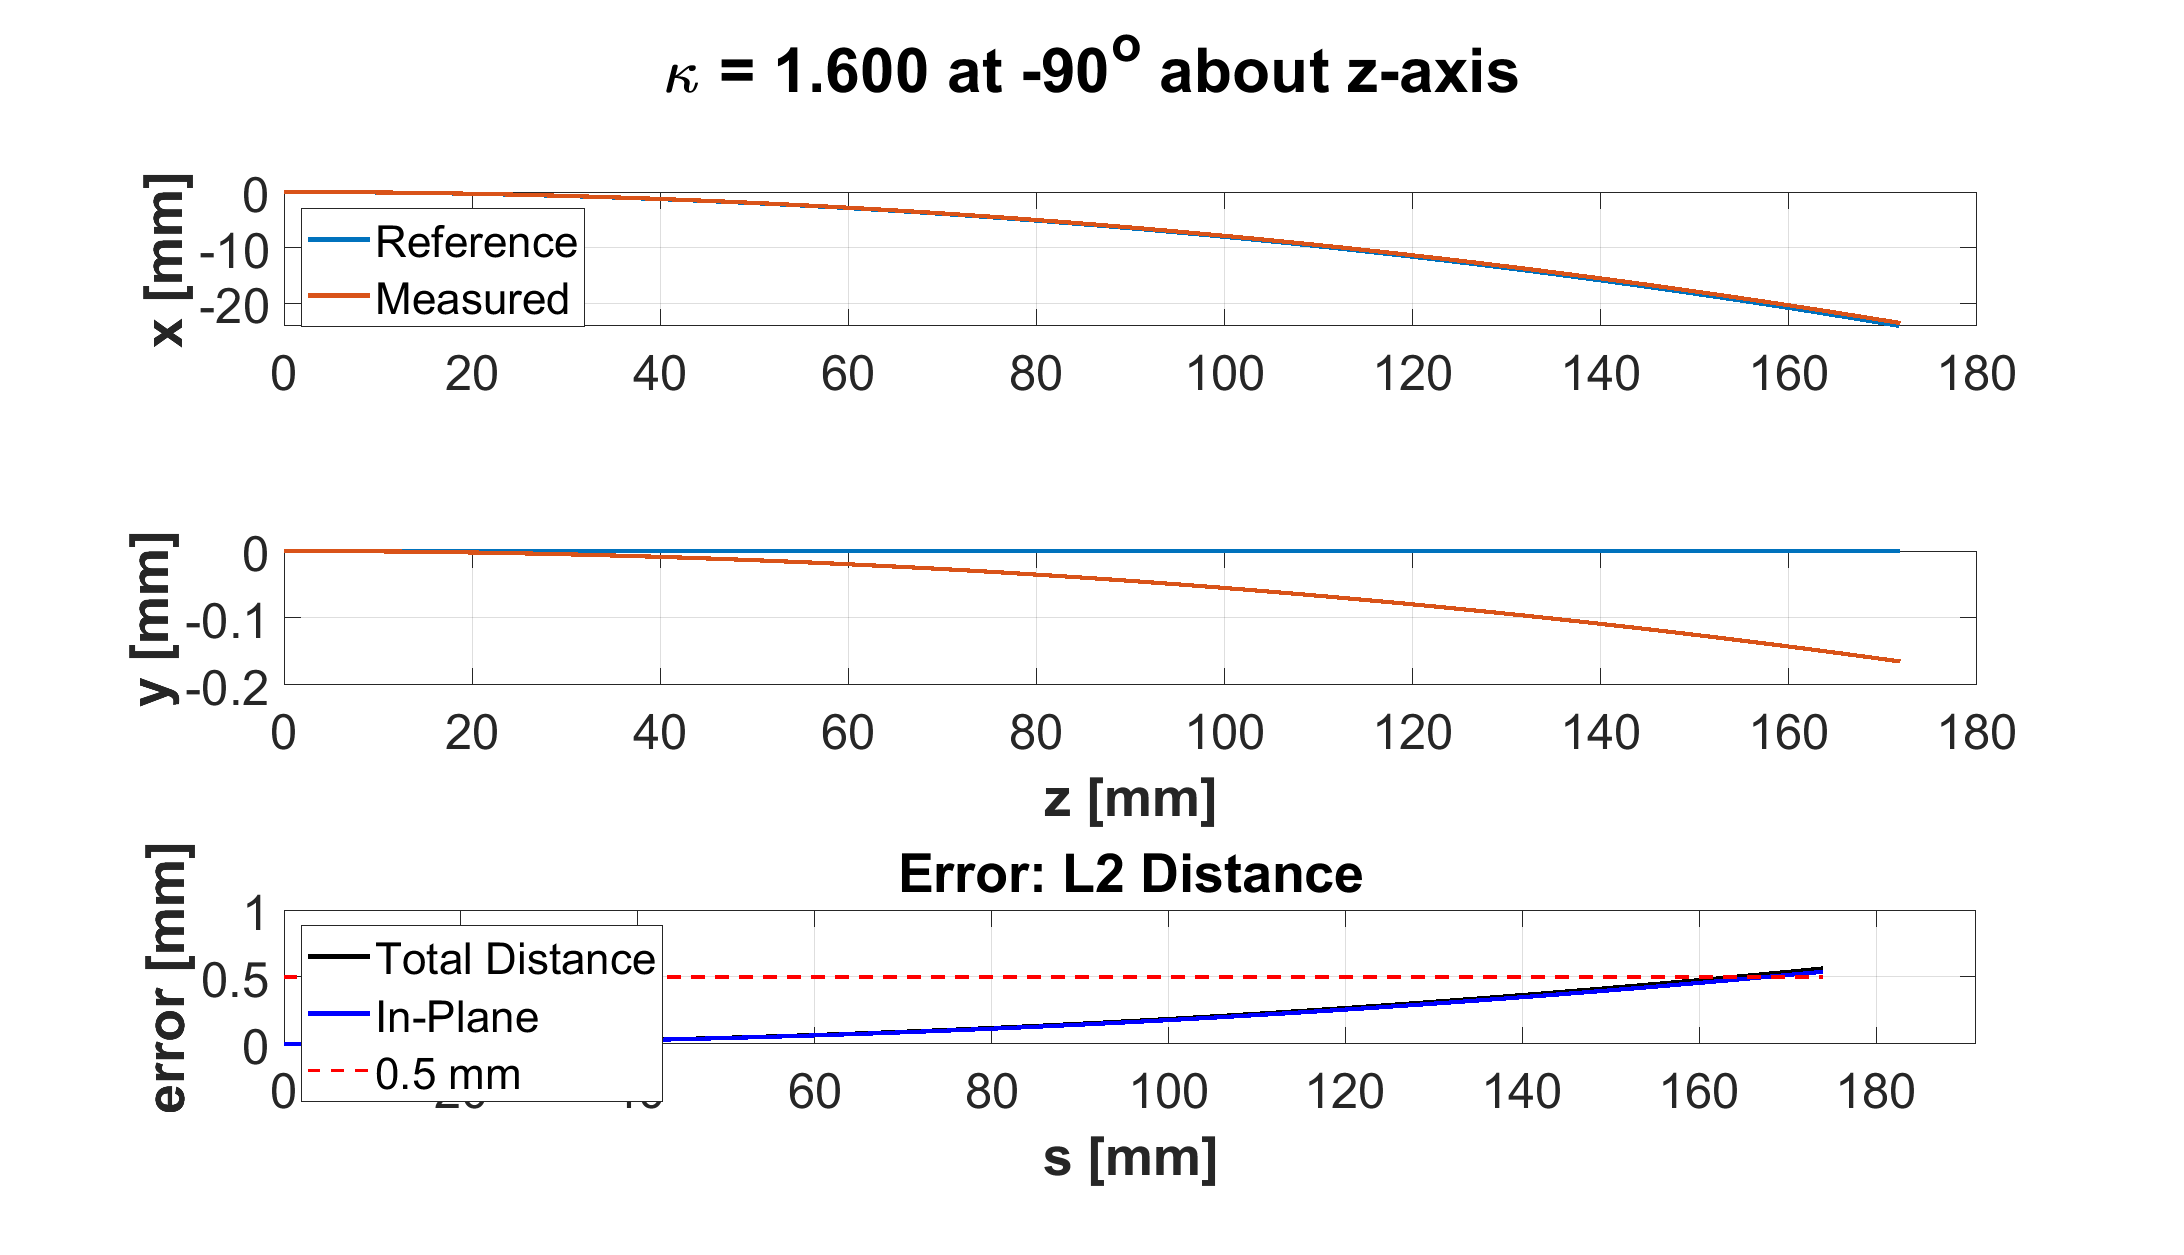 κ = 1.600 at -90° about z-axis
x [mm]
0
-10
-20
Reference
Measured
0 20 40 60 80 100 120 140 160 180
y [mm]
0
-0.1
-0.2
0 20 40 60 80 100 120 140 160 180
z [mm]
Error: L2 Distance
error [mm]
1
0.5
0
Total Distance
In-Plane
0.5 mm
0 60 80 100 120 140 160 180
s [mm]